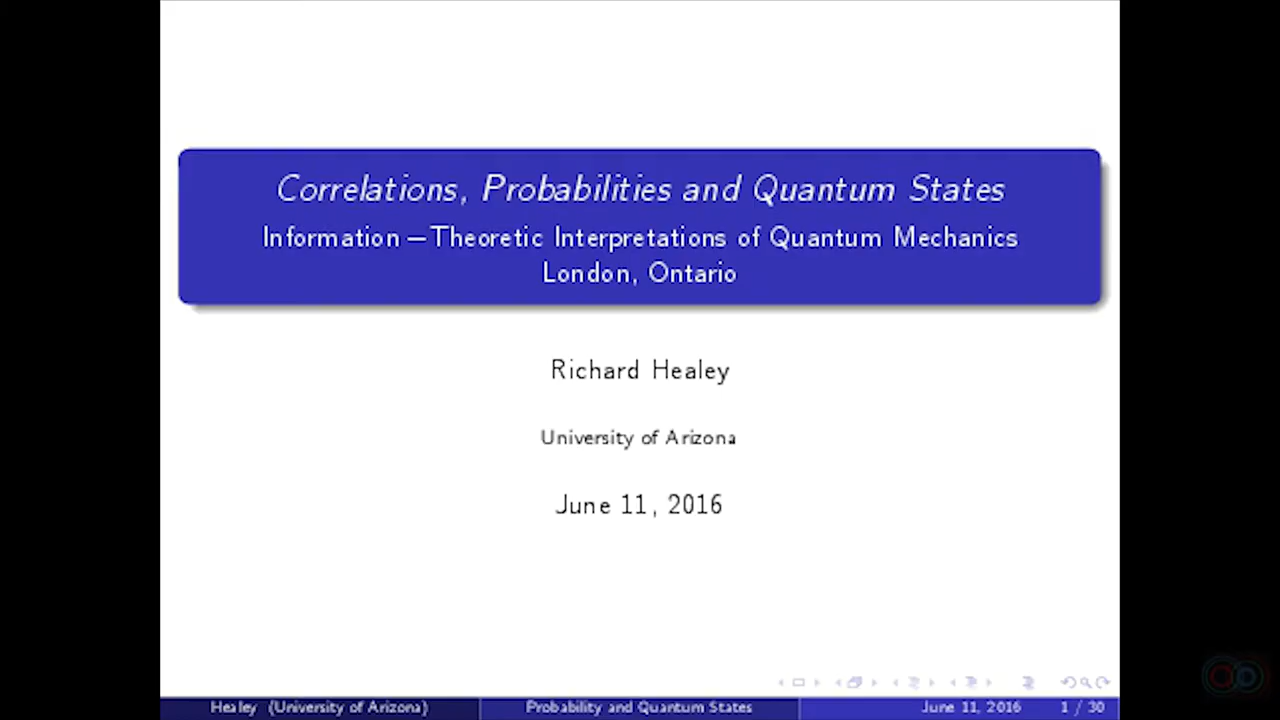 Correlations, Probabilities and Quantum States
Information—Theoretic Interpretations of Quantum Mechanics
London, Ontario
Richard Healey
University of Arizona
June 11, 2016
Healey (University of Arizona)
Probability and Quantum States
June 11, 2016
1 / 30